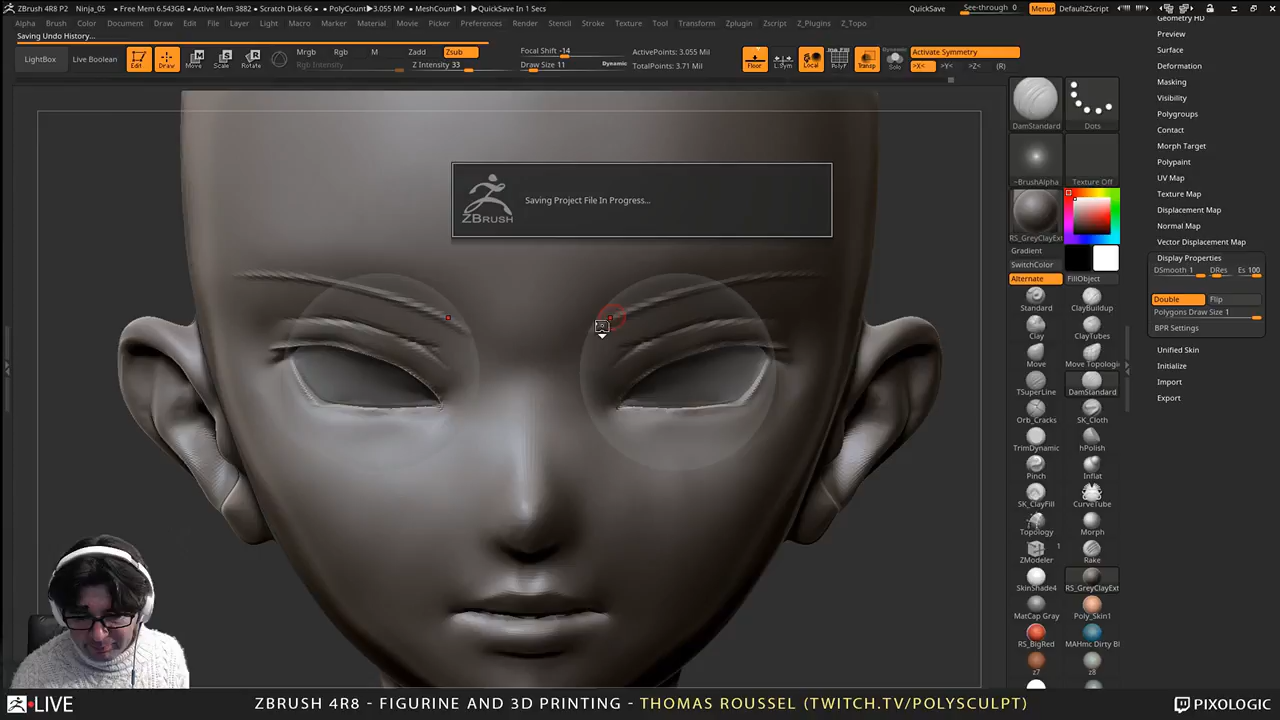 ZBrush 4R8 P2 Ninja_05 • Free Mem 6.543GB • Active Mem 3882 • Scratch Disk 66 • PolyCount▶3.055 MP • MeshCount▶1 ▶QuickSave In 1 Secs
QuickSave See-through 0 Menus DefaultZScript
Alpha Brush Color Document Draw Edit File Layer Light Macro Marker Material Movie Picker Preferences Render Stencil Stroke Texture Tool Transform Zplugin Zscript Z_Plugins Z_Topo
Saving Undo History...
LightBox
Live Boolean
Edit
Draw
Move
Scale
Rotate
Mrgb Rgb M
Rgb Intensity
Zadd Zsub
Z Intensity 33
Focal Shift -14
Draw Size 11 Dynamic
ActivePoints: 3.055 Mil
TotalPoints: 3.71 Mil
Floor
L.Sym
Local
PolyF
Transp
Dynamic
Solo
Activate Symmetry
>X< >Y< >Z< (R)
ZBRUSH
Saving Project File In Progress...
DamStandard Dots
~BrushAlpha Texture Off
RS_GreyClayExt
Gradient
SwitchColor
Alternate FillObject
Standard ClayBuildup
Clay ClayTubes
Move Move Topologic
TSuperLine DamStandard
Orb_Cracks SK_Cloth
TrimDynamic hPolish
Pinch Inflat
SK_ClayFill CurveTube
Topology Morph
1
ZModeler Rake
SkinShade4 RS_GreyClayExt
MatCap Gray Poly_Skin1
RS_BigRed MAHmc Dirty Bl
z7 z8
Geometry HD
Preview
Surface
Deformation
Masking
Visibility
Polygroups
Contact
Morph Target
Polypaint
UV Map
Texture Map
Displacement Map
Normal Map
Vector Displacement Map
Display Properties
DSmooth 1 DRes Es 100
Double Flip
Polygons Draw Size 1
BPR Settings
Unified Skin
Initialize
Import
Export
LIVE
ZBRUSH 4R8 - FIGURINE AND 3D PRINTING - THOMAS ROUSSEL (TWITCH.TV/POLYSCULPT)
PIXOLOGIC